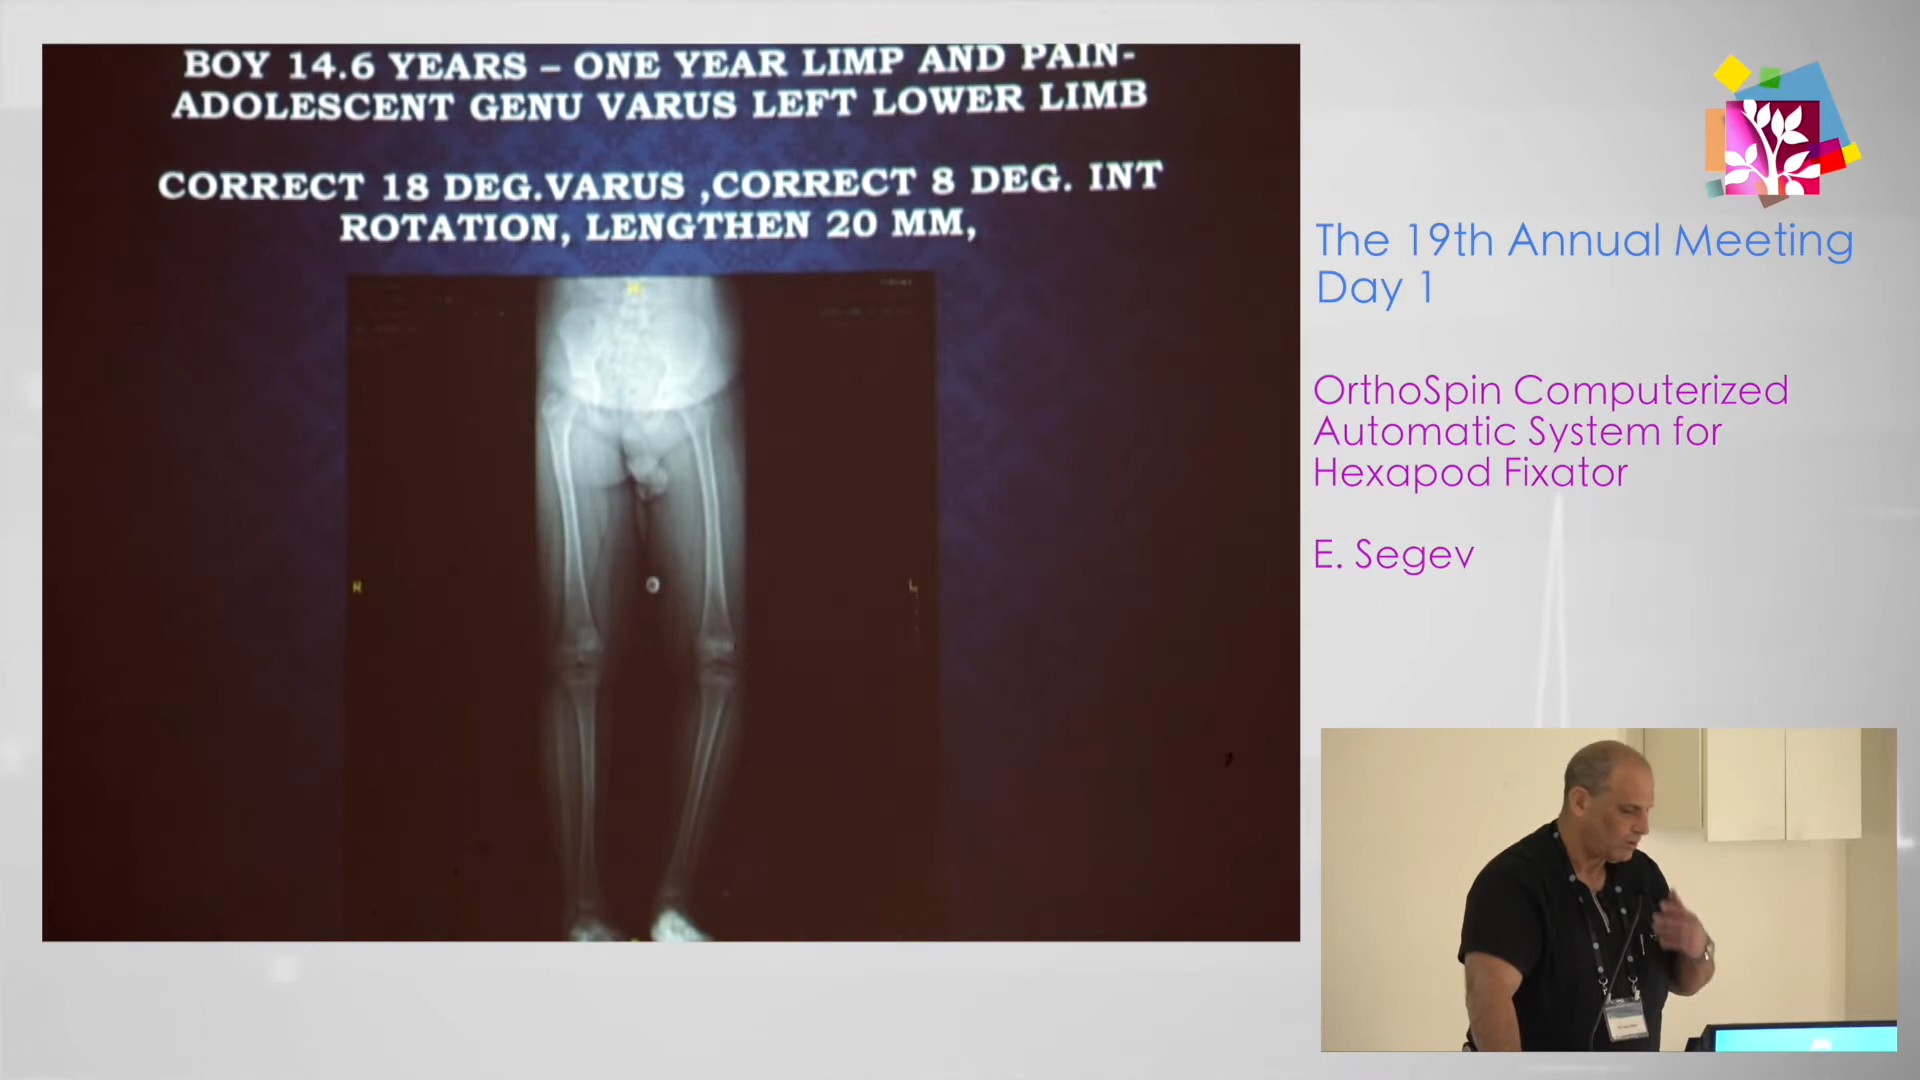 BOY 14.6 YEARS – ONE YEAR LIMP AND PAIN-
ADOLESCENT GENU VARUS LEFT LOWER LIMB
CORRECT 18 DEG.VARUS ,CORRECT 8 DEG. INT
ROTATION, LENGTHEN 20 MM,
H
R
L
The 19th Annual Meeting
Day 1
OrthoSpin Computerized
Automatic System for
Hexapod Fixator
E. Segev